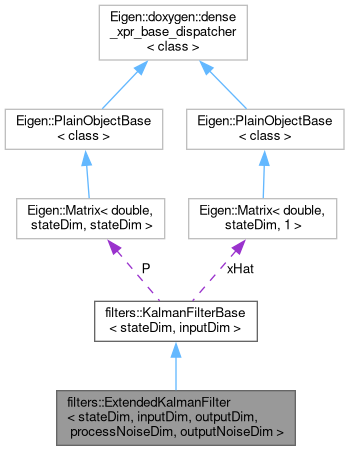 Eigen::doxygen::dense
_xpr_base_dispatcher
< class >
Eigen::PlainObjectBase
< class >
Eigen::PlainObjectBase
< class >
Eigen::Matrix< double,
stateDim, stateDim >
Eigen::Matrix< double,
stateDim, 1 >
P
xHat
filters::KalmanFilterBase
< stateDim, inputDim >
filters::ExtendedKalmanFilter
< stateDim, inputDim, outputDim,
processNoiseDim, outputNoiseDim >